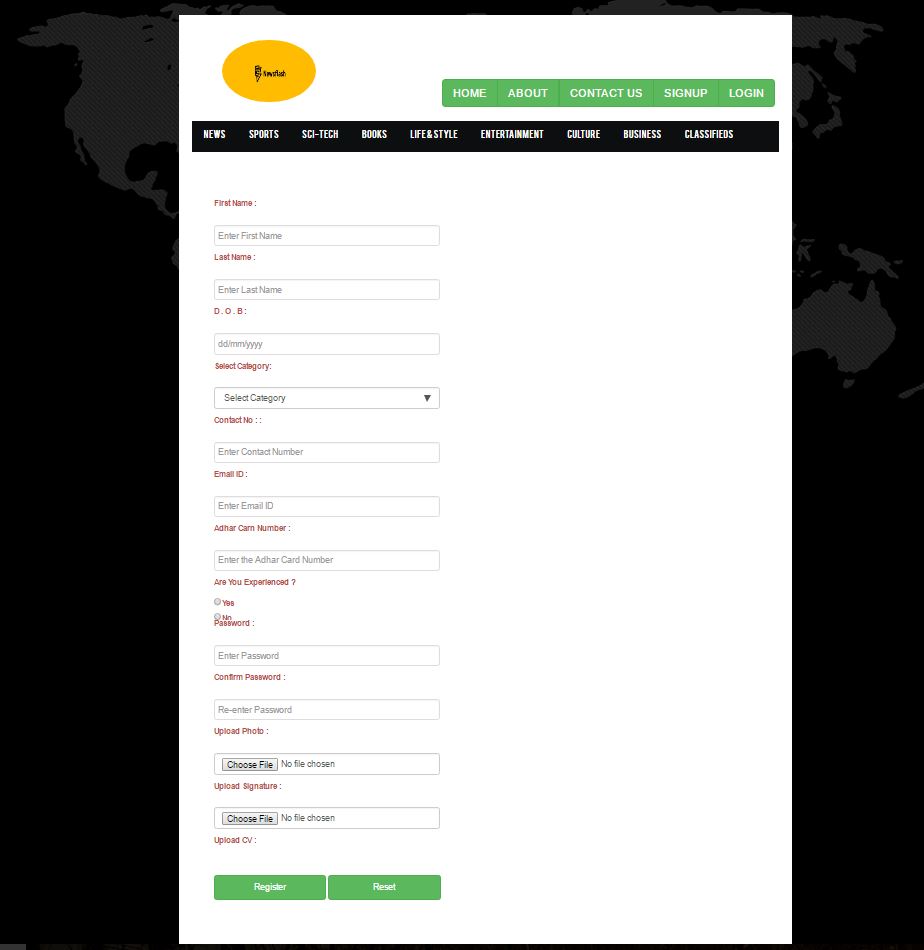 Newsflash
HOME ABOUT CONTACT US SIGNUP LOGIN
NEWS SPORTS SCI-TECH BOOKS LIFE & STYLE ENTERTAINMENT CULTURE BUSINESS CLASSIFIEDS
First Name :
Enter First Name
Last Name :
Enter Last Name
D . O . B :
dd/mm/yyyy
Select Category:
Select Category
Contact No : :
Enter Contact Number
Email ID :
Enter Email ID
Adhar Carn Number :
Enter the Adhar Card Number
Are You Experienced ?
Yes
No
Password :
Enter Password
Confirm Password :
Re-enter Password
Upload Photo :
Choose File No file chosen
Upload Signature :
Choose File No file chosen
Upload CV :
Register Reset